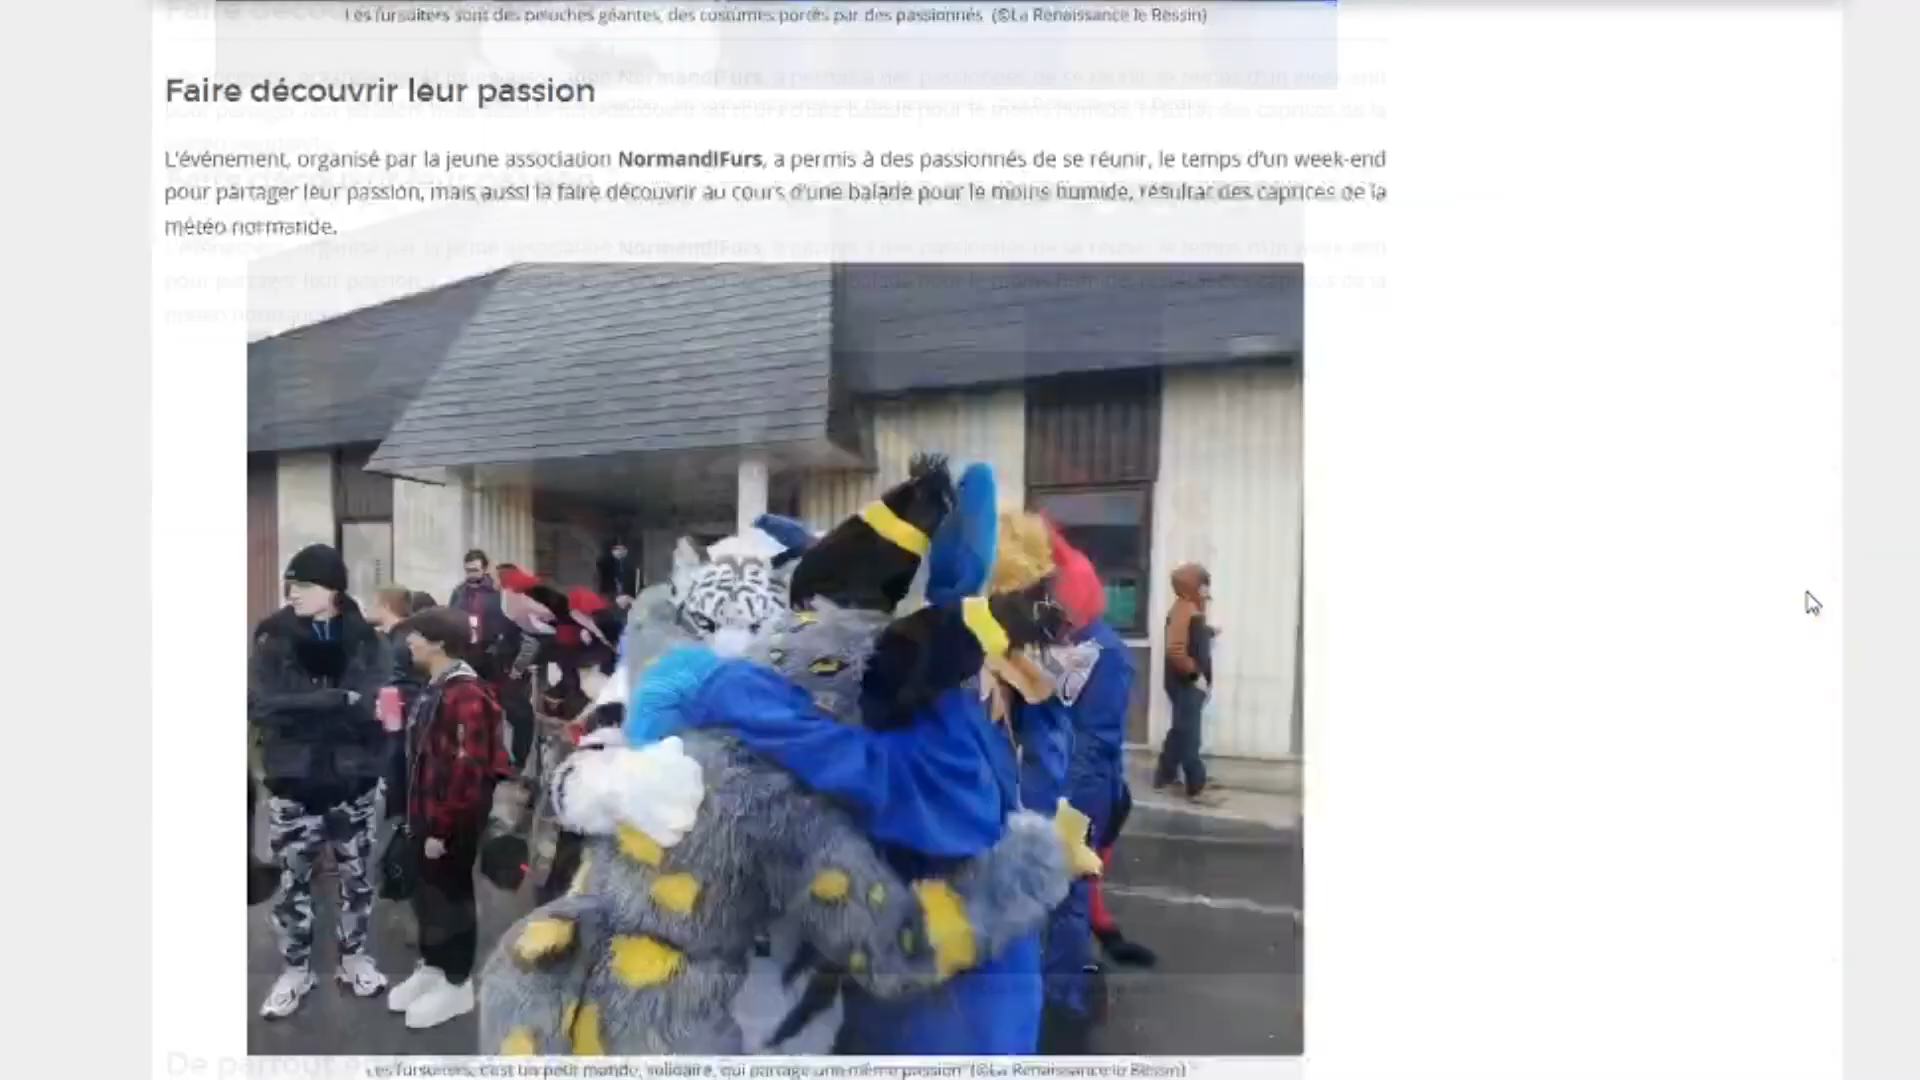 Les fursuiters sont des peluches géantes, des costumes portés par des passionnés (©La Renaissance le Bessin)
Faire découvrir leur passion
L'événement, organisé par la jeune association NormandIFurs, a permis à des passionnés de se réunir, le temps d'un week-end
pour partager leur passion, mais aussi la faire découvrir au cours d'une balade pour le moins humide, résultat des caprices de la
météo normande.
De partout
Les fursuiters, c'est un petit monde, solidaire, qui partage une même passion (©La Renaissance le Bessin)